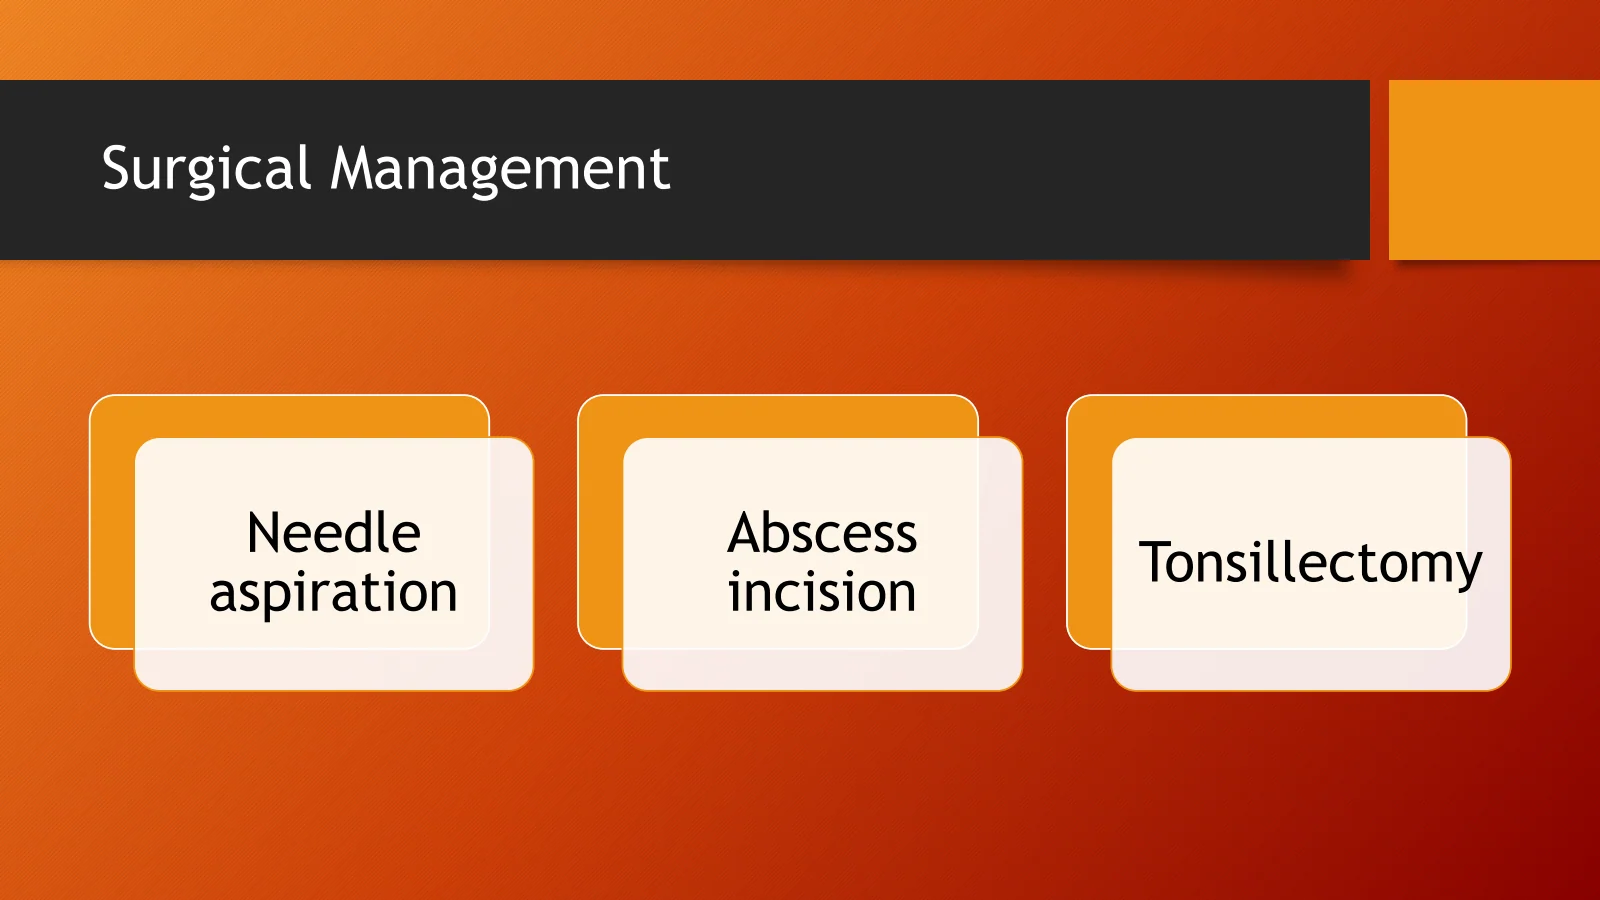 Surgical Management
Needle
aspiration
Abscess
incision
Tonsillectomy